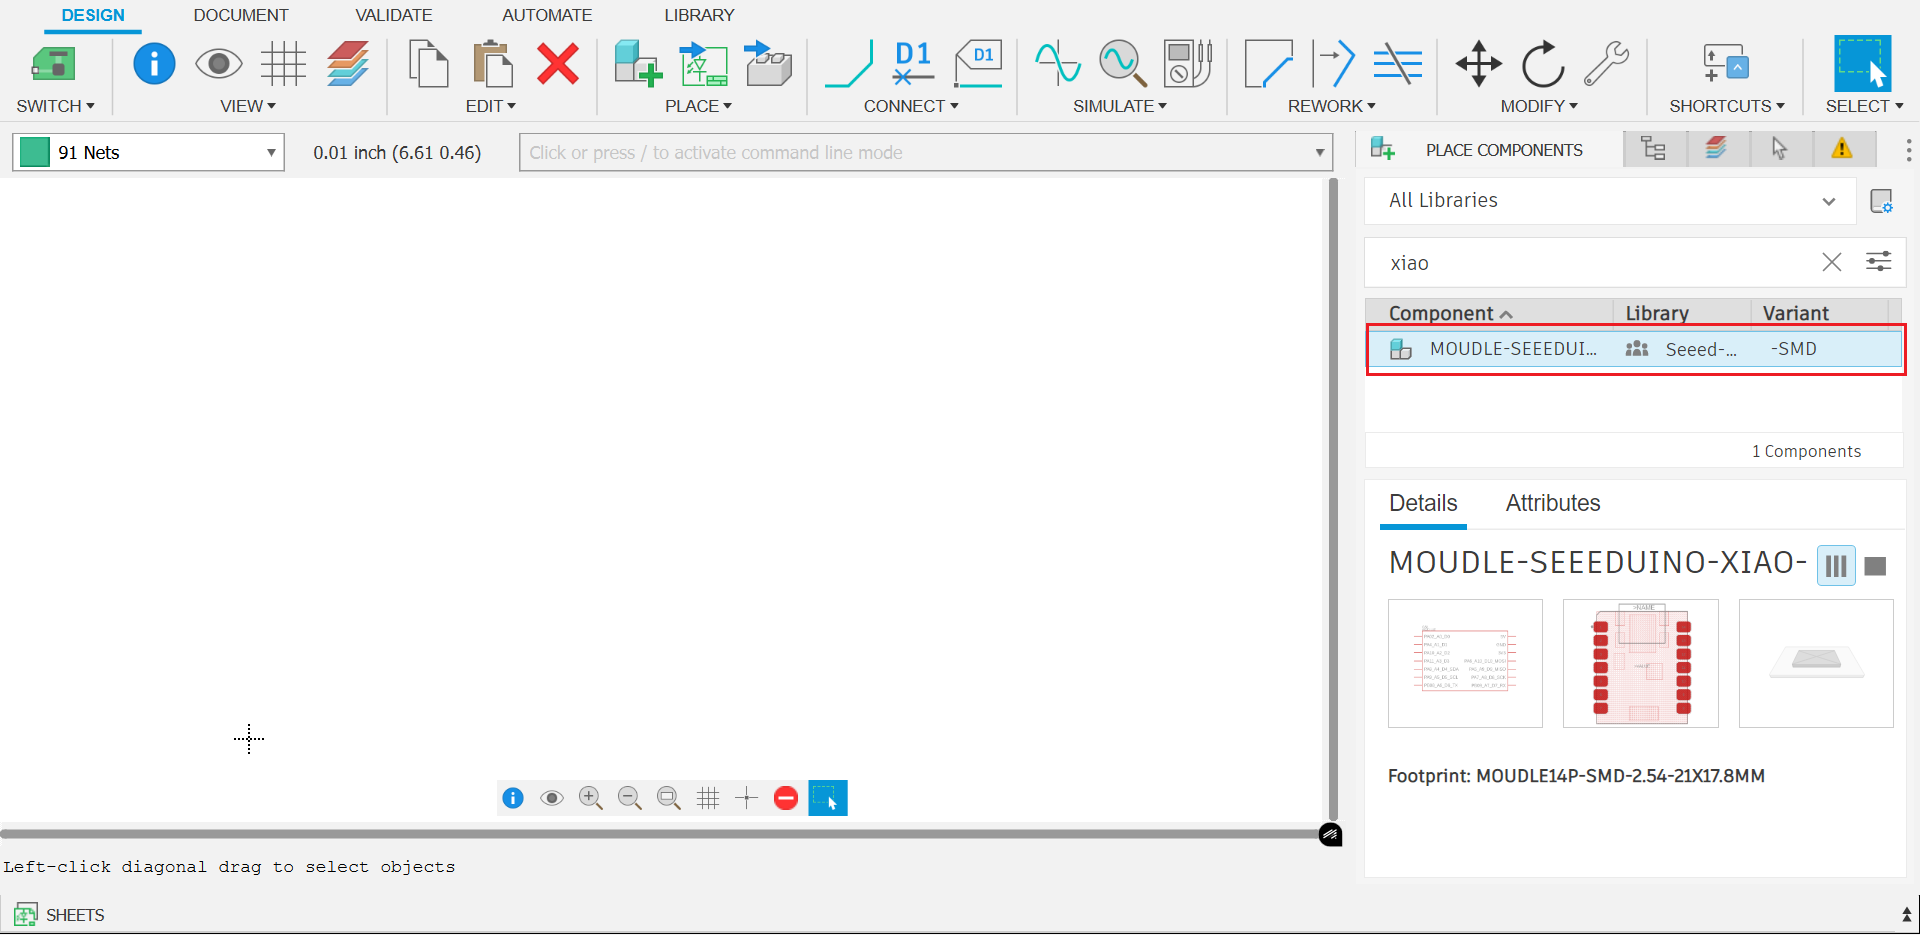 DESIGN DOCUMENT VALIDATE AUTOMATE LIBRARY
D1 D1
SWITCH VIEW EDIT PLACE CONNECT SIMULATE REWORK MODIFY SHORTCUTS SELECT
91 Nets 0.01 inch (6.61 0.46) Click or press / to activate command line mode
PLACE COMPONENTS
All Libraries
xiao
Component Library Variant
MOUDLE-SEEEDUI... Seeed-... -SMD
1 Components
Details Attributes
MOUDLE-SEEEDUINO-XIAO-
>NAME
Footprint: MOUDLE14P-SMD-2.54-21X17.8MM
Left-click diagonal drag to select objects
SHEETS